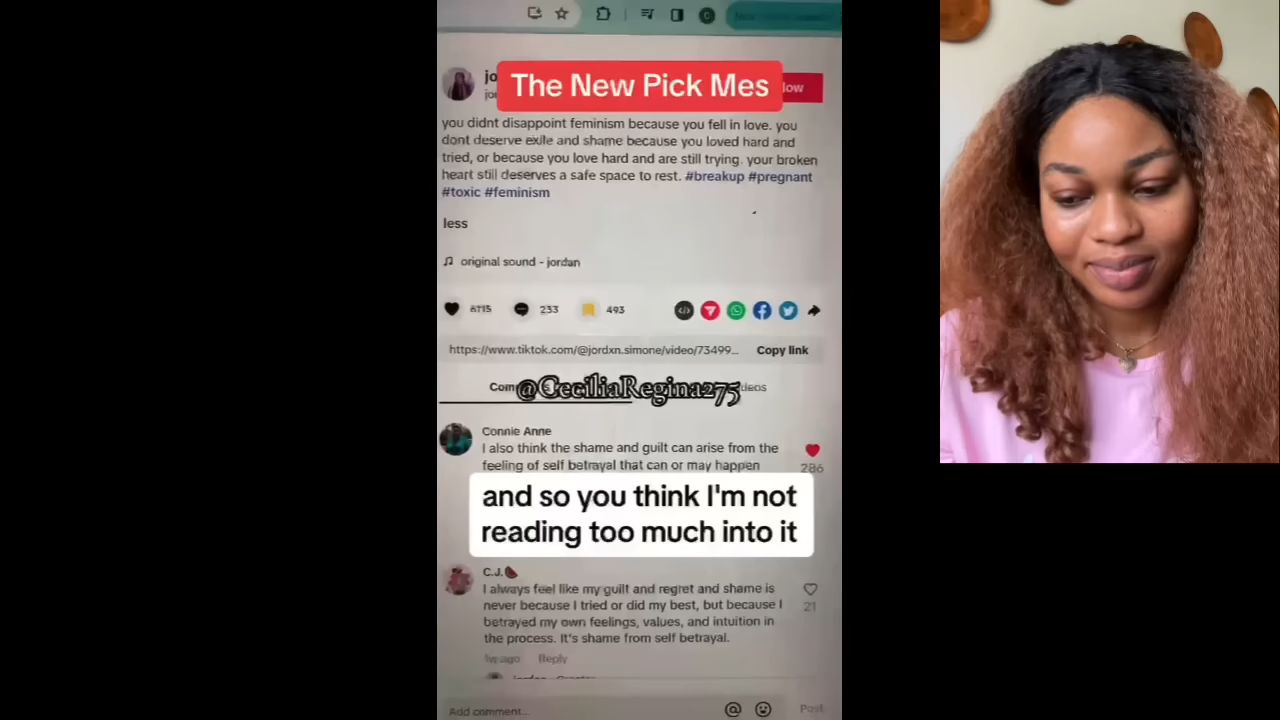 The New Pick Mes
jo
low
you didnt disappoint feminism because you fell in love. you
dont deserve exile and shame because you loved hard and
tried, or because you love hard and are still trying. your broken
heart still deserves a safe space to rest. #breakup #pregnant
#toxic #feminism
less
original sound - jordan
6715
233
493
https://www.tiktok.com/@jordxn.simone/video/73499...
Copy link
@CeciliaRegina275
Connie Anne
I also think the shame and guilt can arise from the
feeling of self betrayal that can or may happen
286
and so you think I'm not
reading too much into it
C.J.🍉
I always feel like my guilt and regret and shame is
never because I tried or did my best, but because I
betrayed my own feelings, values, and intuition in
the process. It's shame from self betrayal.
21
1w ago Reply
Add comment...
Post